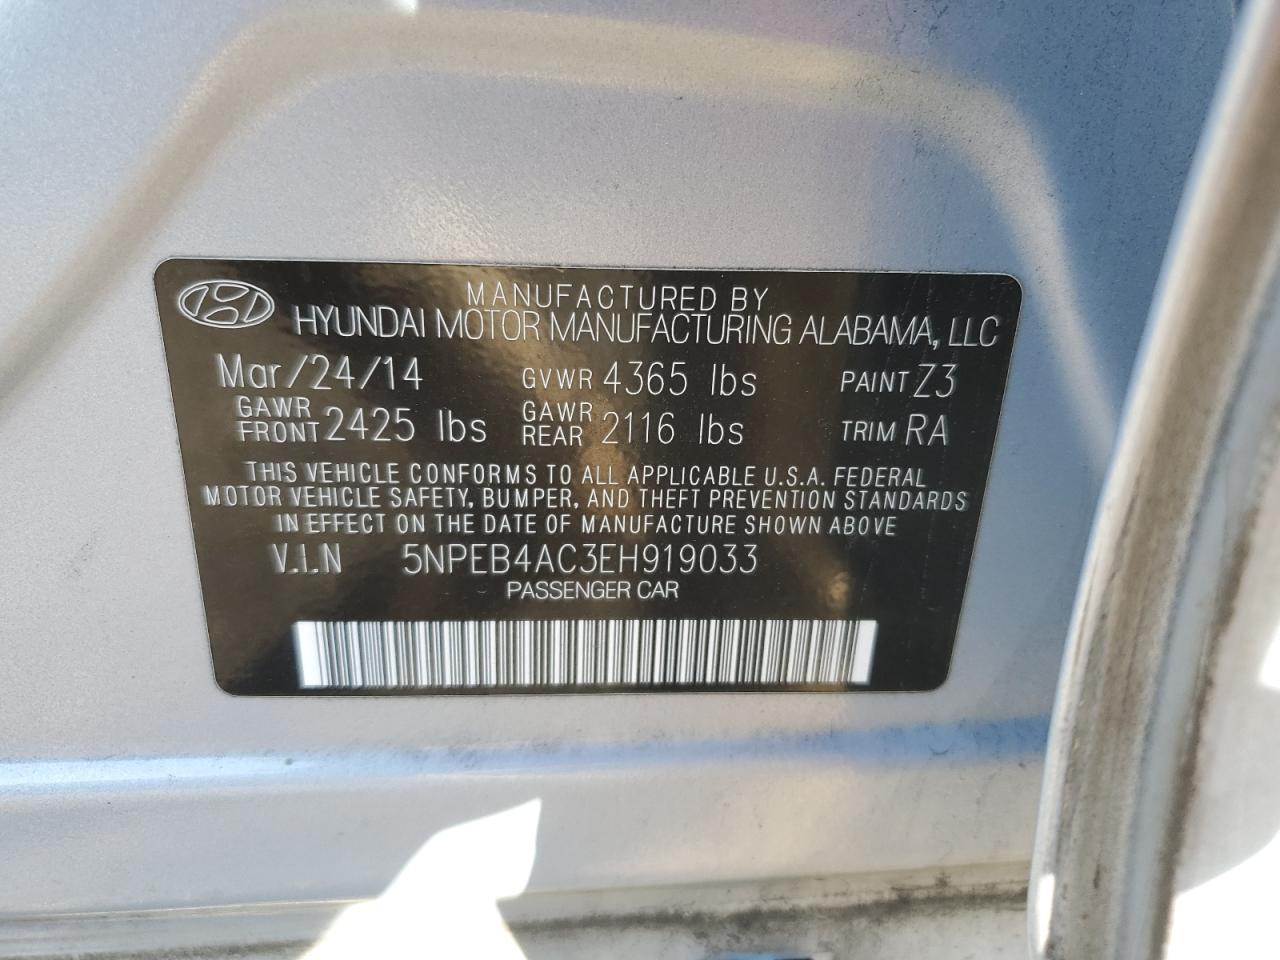 MANUFACTURED BY
HYUNDAI MOTOR MANUFACTURING ALABAMA, LLC
Mar/24/14 GVWR 4365 lbs PAINT Z3
GAWR FRONT 2425 lbs GAWR REAR 2116 lbs TRIM RA
THIS VEHICLE CONFORMS TO ALL APPLICABLE U.S.A. FEDERAL
MOTOR VEHICLE SAFETY, BUMPER, AND THEFT PREVENTION STANDARDS
IN EFFECT ON THE DATE OF MANUFACTURE SHOWN ABOVE
V.I.N 5NPEB4AC3EH919033
PASSENGER CAR